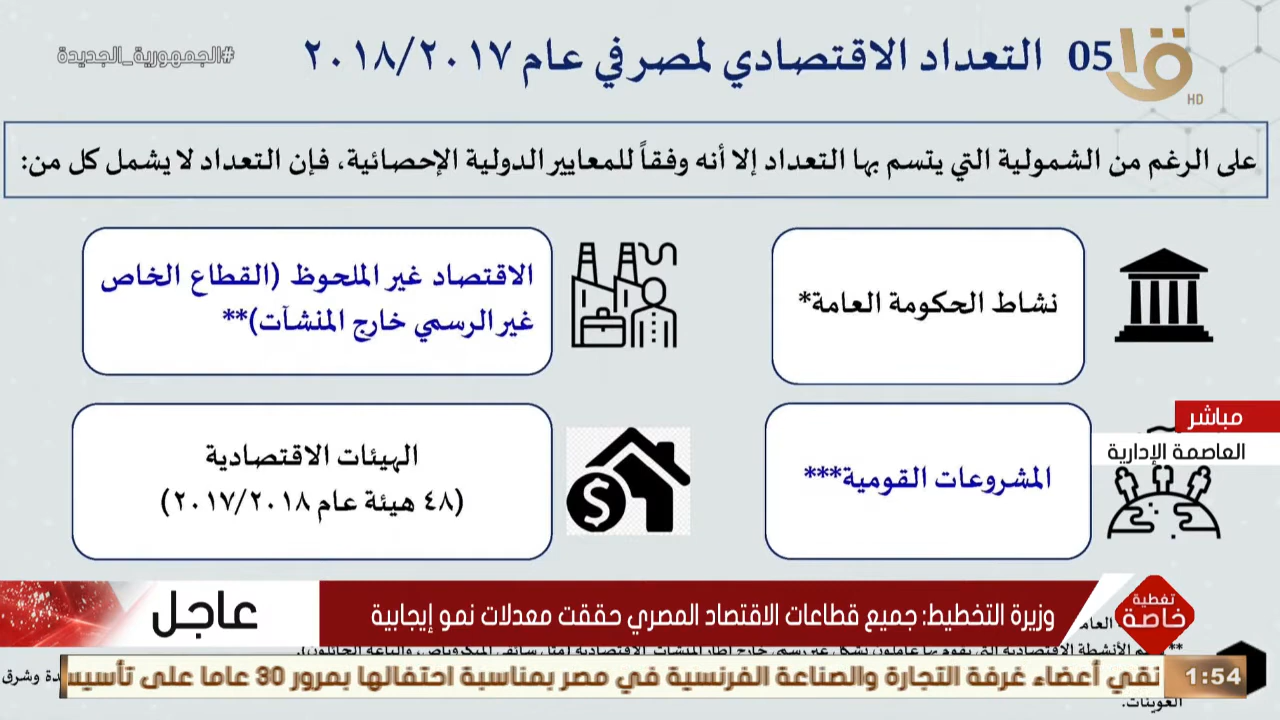 #الجمهورية_الجديدة
05 التعداد الاقتصادي لمصر في عام ٢٠١٨/٢٠١٧
HD
على الرغم من الشمولية التي يتسم بها التعداد إلا أنه وفقاً للمعايير الدولية الإحصائية، فإن التعداد لا يشمل كل من:
نشاط الحكومة العامة*
الاقتصاد غير الملحوظ (القطاع الخاص
غير الرسمي خارج المنشآت)**
مباشر
العاصمة الإدارية
المشروعات القومية***
الهيئات الاقتصادية
(٤٨ هيئة عام ٢٠١٧/٢٠١٨)
تغطية
خاصة
وزيرة التخطيط: جميع قطاعات الاقتصاد المصري حققت معدلات نمو إيجابية
عاجل
1:54
أعضاء غرفة التجارة والصناعة الفرنسية في مصر بمناسبة احتفالها بمرور 30 عاما على
العوينات.